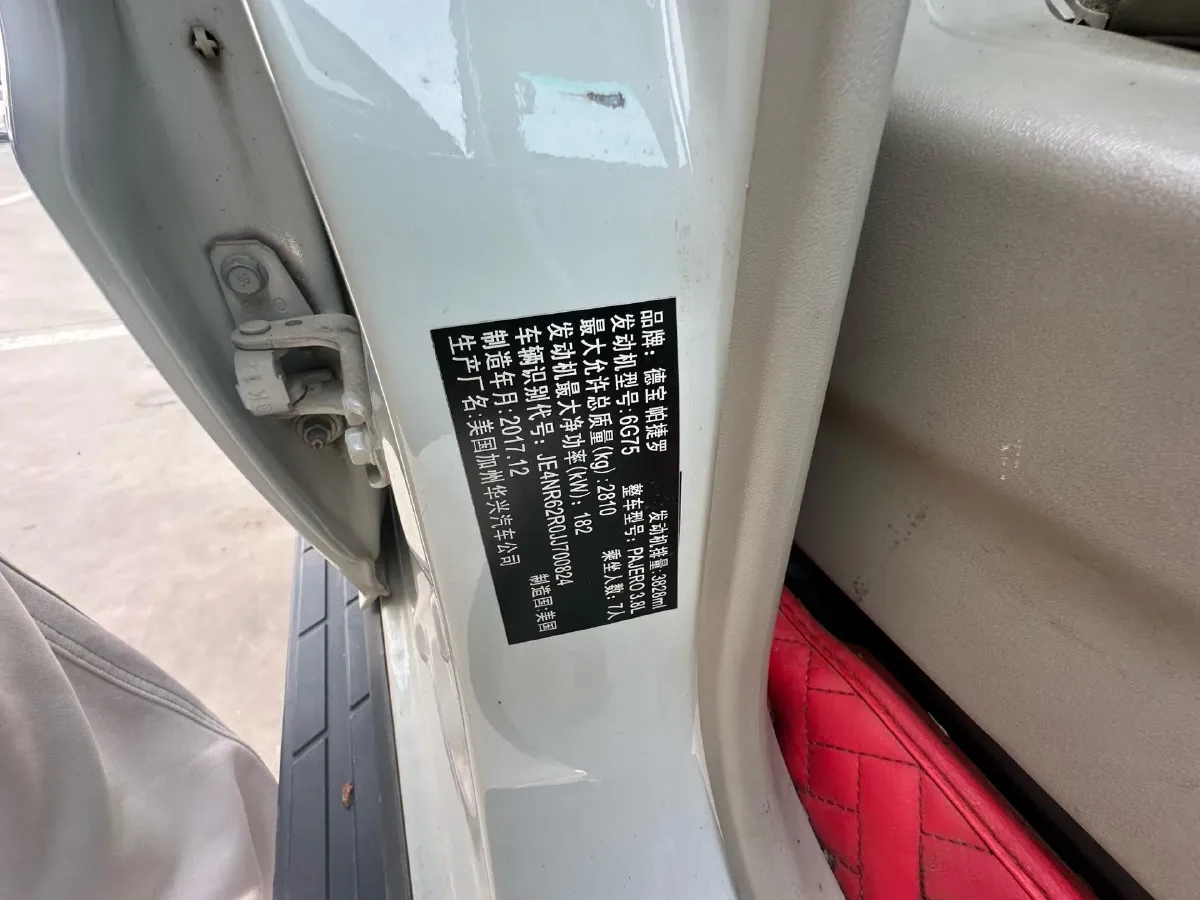 品牌: 德宝 帕捷罗 发动机排量:3828ml
发动机型号:6G75 整车型号: PAJERO 3.8L
最大允许总质量(kg):2810 乘坐人数: 7人
发动机最大净功率(kW): 182
车辆识别代号: JE4NR62R0JJ700824
制造年月:2017.12 制造国:美国
生产厂名:美国加州华兴汽车公司